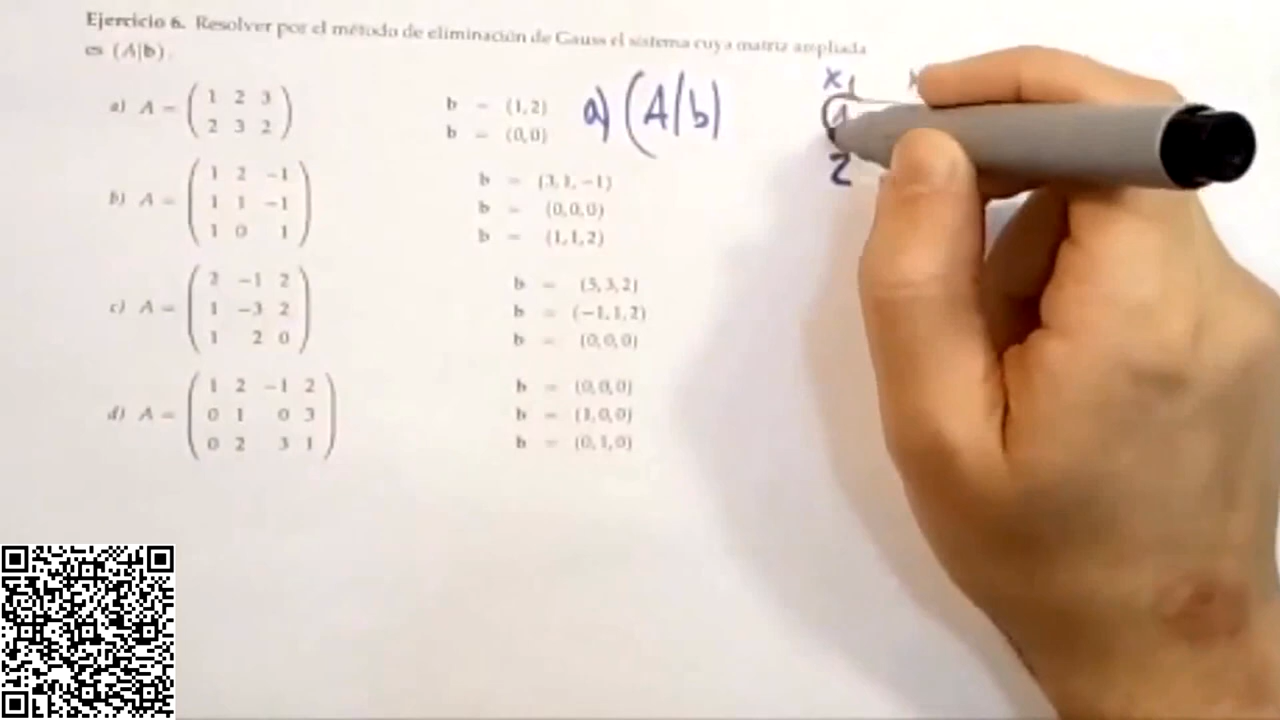 Ejercicio 6. Resolver por el método de eliminación de Gauss el sistema cuya matriz ampliada
es (A|b).
a) A = ( 1 2 3
2 3 2 )
b = (1,2)
b = (0,0)
b) A = ( 1 2 −1
1 1 −1
1 0 1 )
b = (3,1,−1)
b = (0,0,0)
b = (1,1,2)
c) A = ( 2 −1 2
1 −3 2
1 2 0 )
b = (5,3,2)
b = (−1,1,2)
b = (0,0,0)
d) A = ( 1 2 −1 2
0 1 0 3
0 2 3 1 )
b = (0,0,0)
b = (1,0,0)
b = (0,1,0)
a) (A|b)
x1
1
2